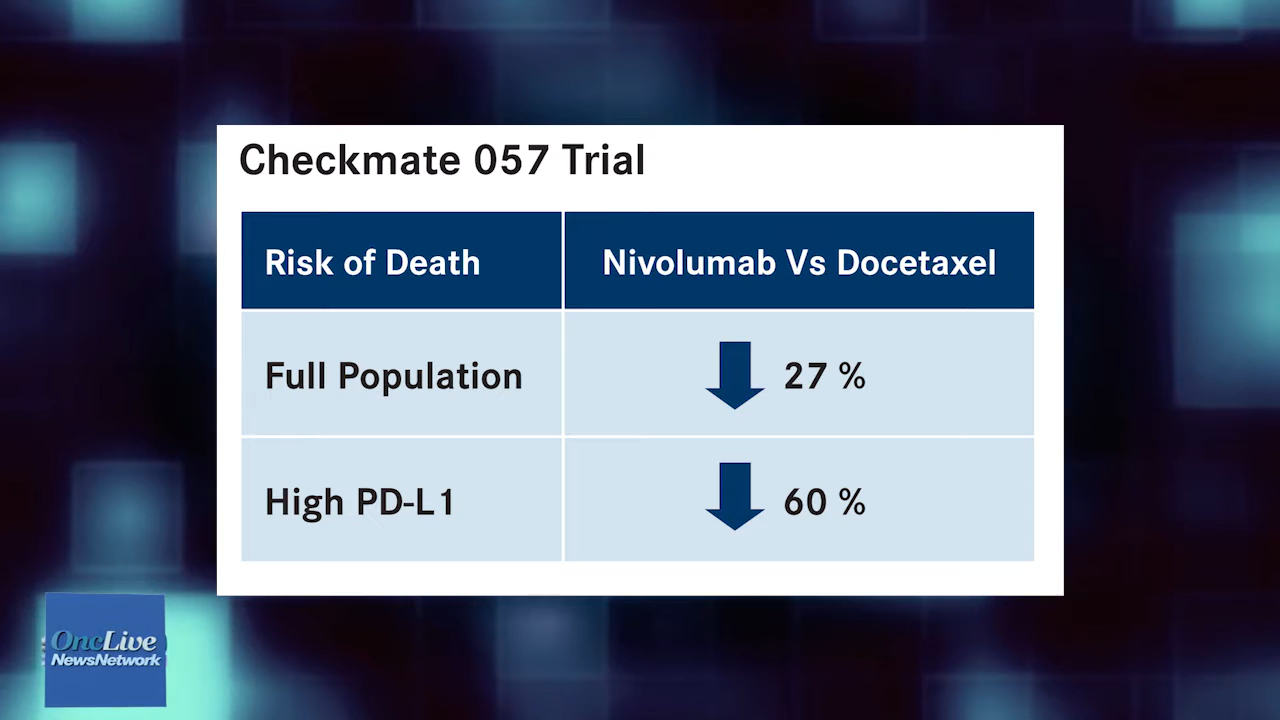 Checkmate 057 Trial
Risk of Death
Nivolumab Vs Docetaxel
Full Population
27 %
High PD-L1
60 %
OncLive
NewsNetwork